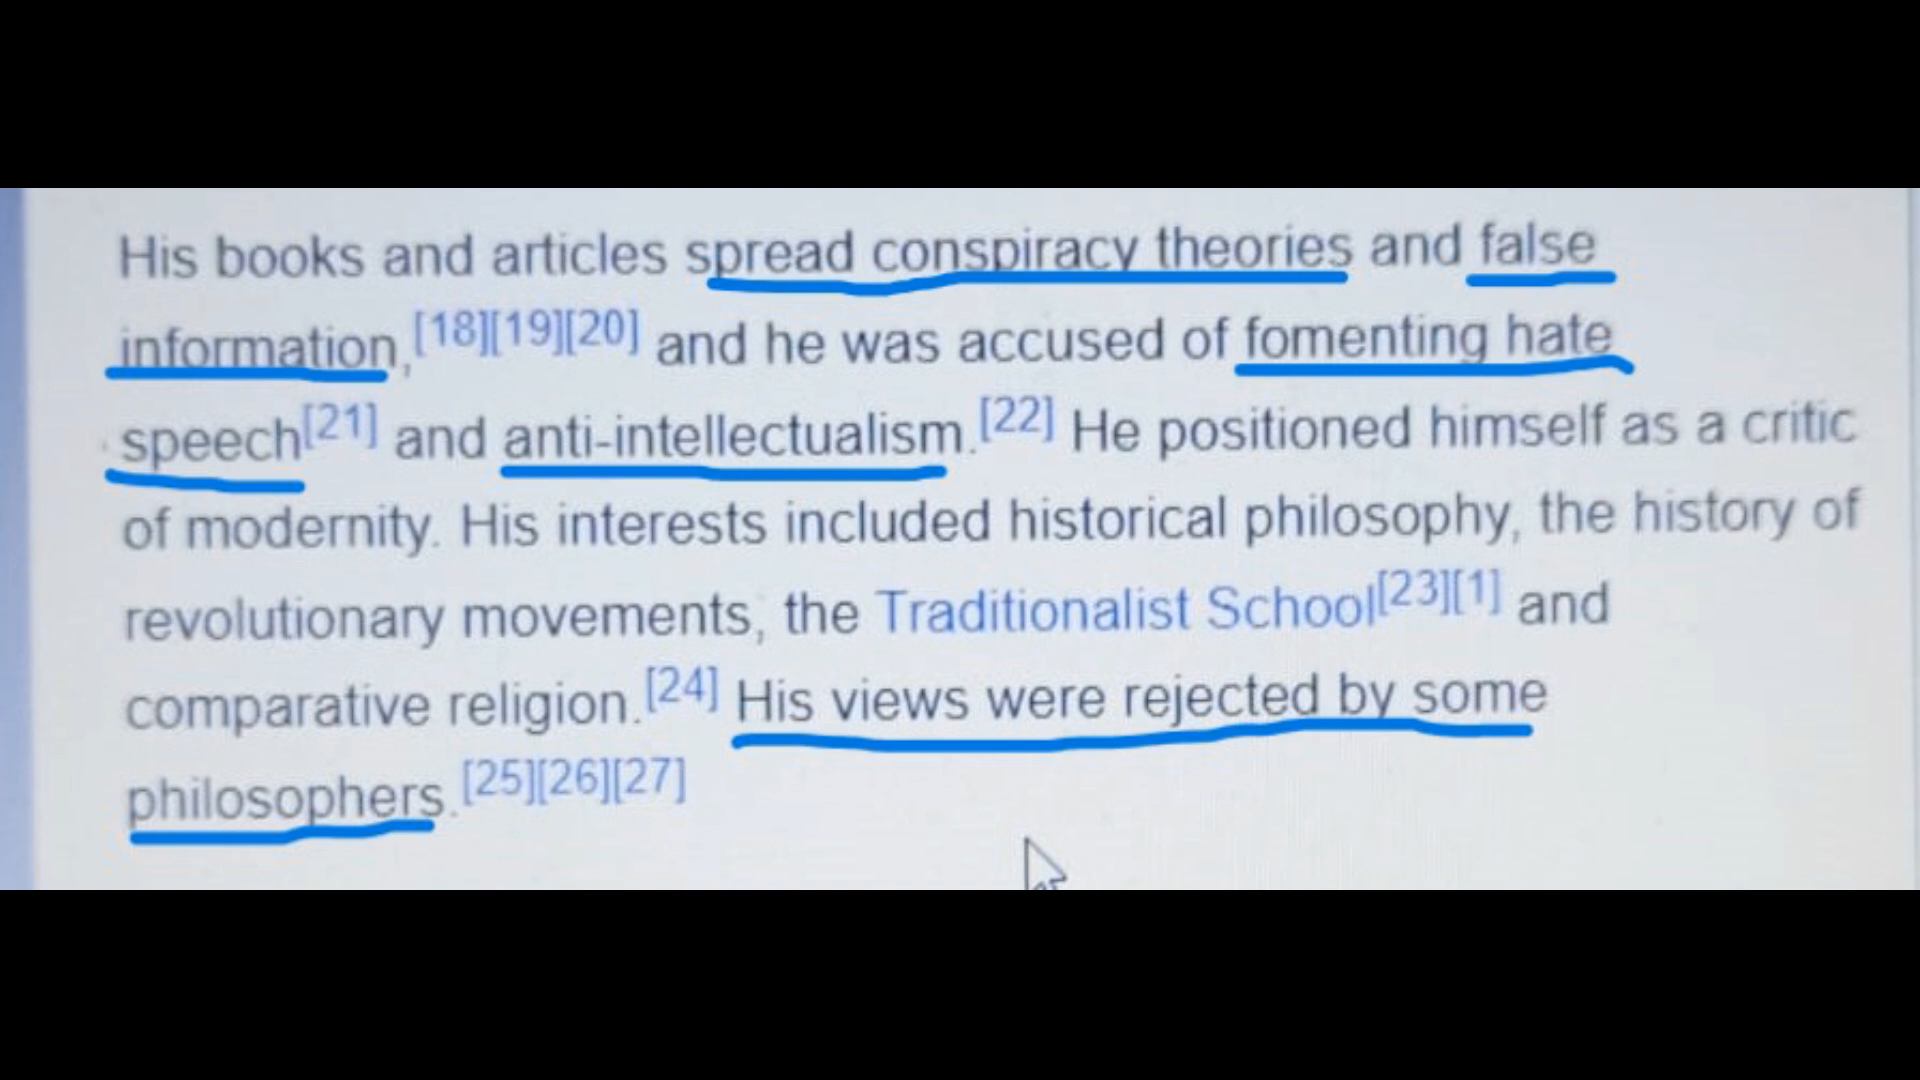 His books and articles spread conspiracy theories and false
information,[18][19][20] and he was accused of fomenting hate
speech[21] and anti-intellectualism.[22] He positioned himself as a critic
of modernity. His interests included historical philosophy, the history of
revolutionary movements, the Traditionalist School[23][1] and
comparative religion.[24] His views were rejected by some
philosophers.[25][26][27]